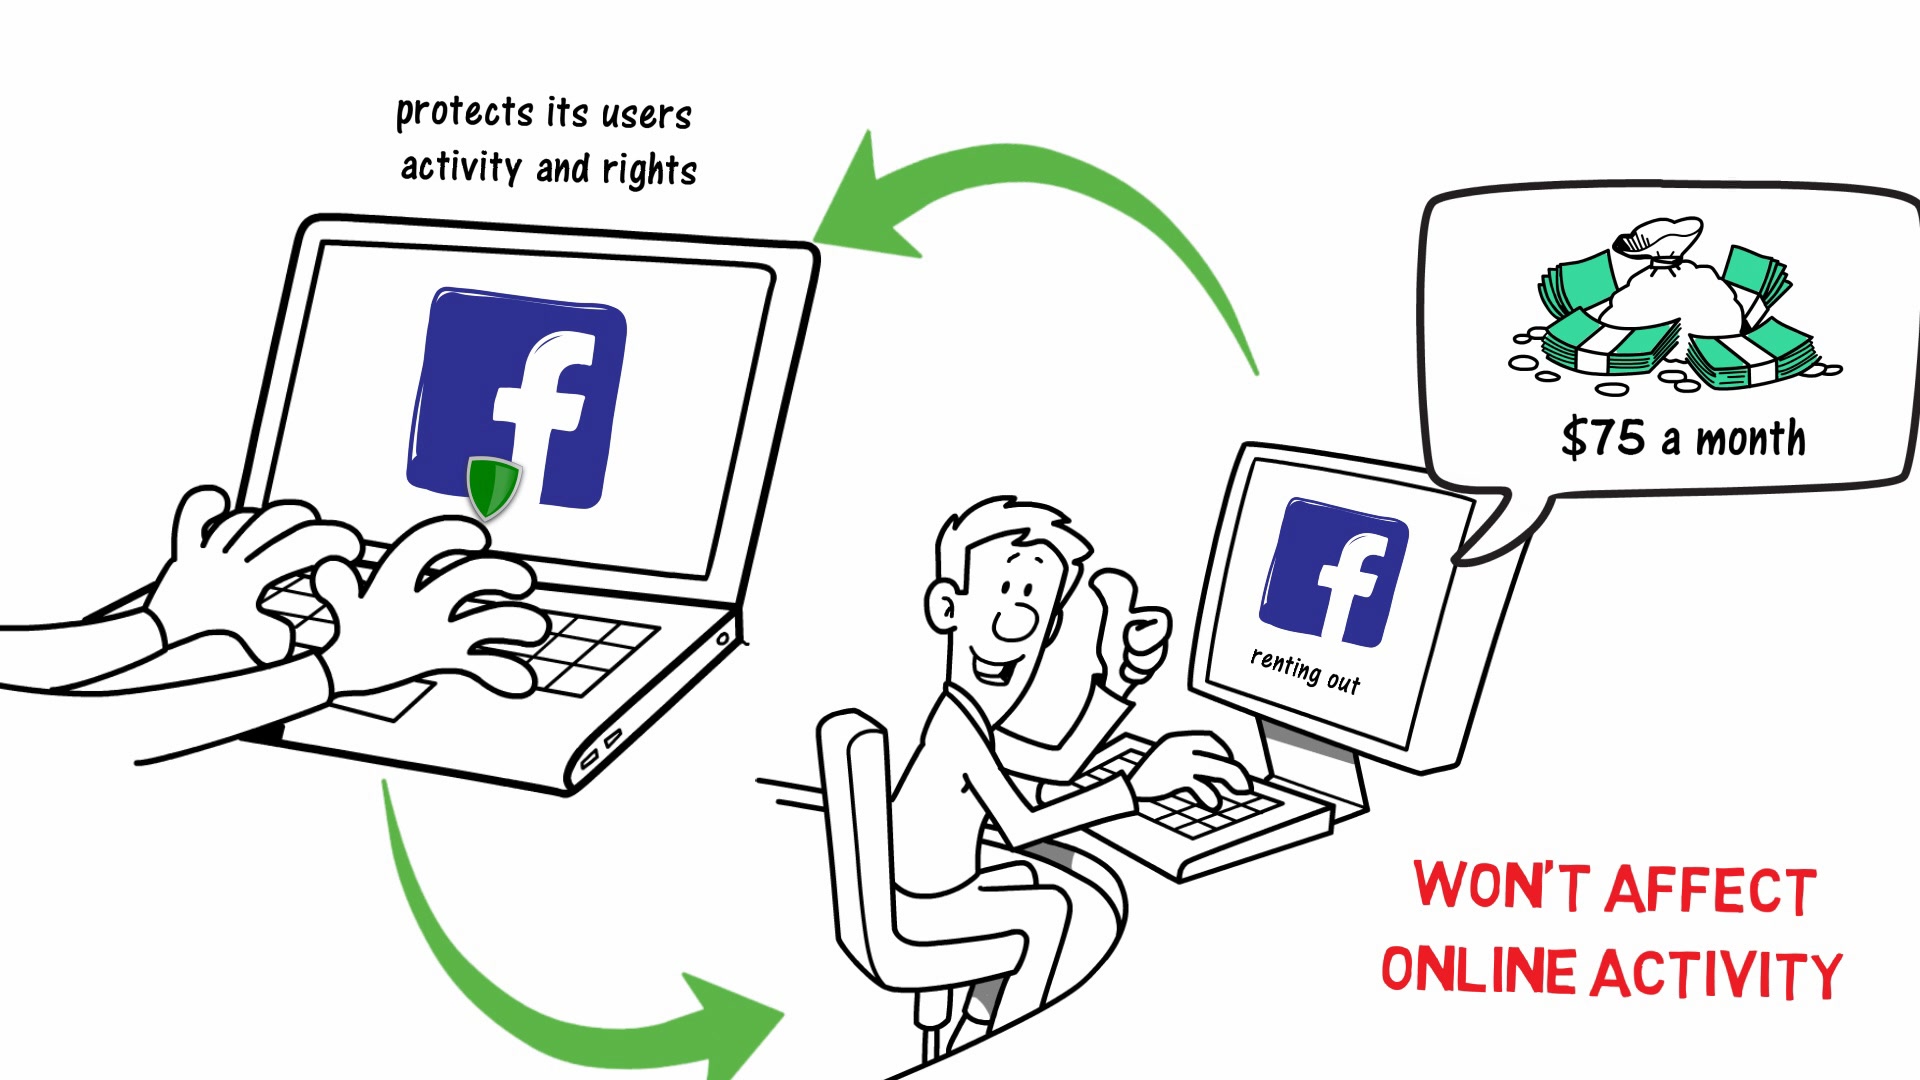 protects its users
activity and rights
$75 a month
renting out
WON'T AFFECT
ONLINE ACTIVITY